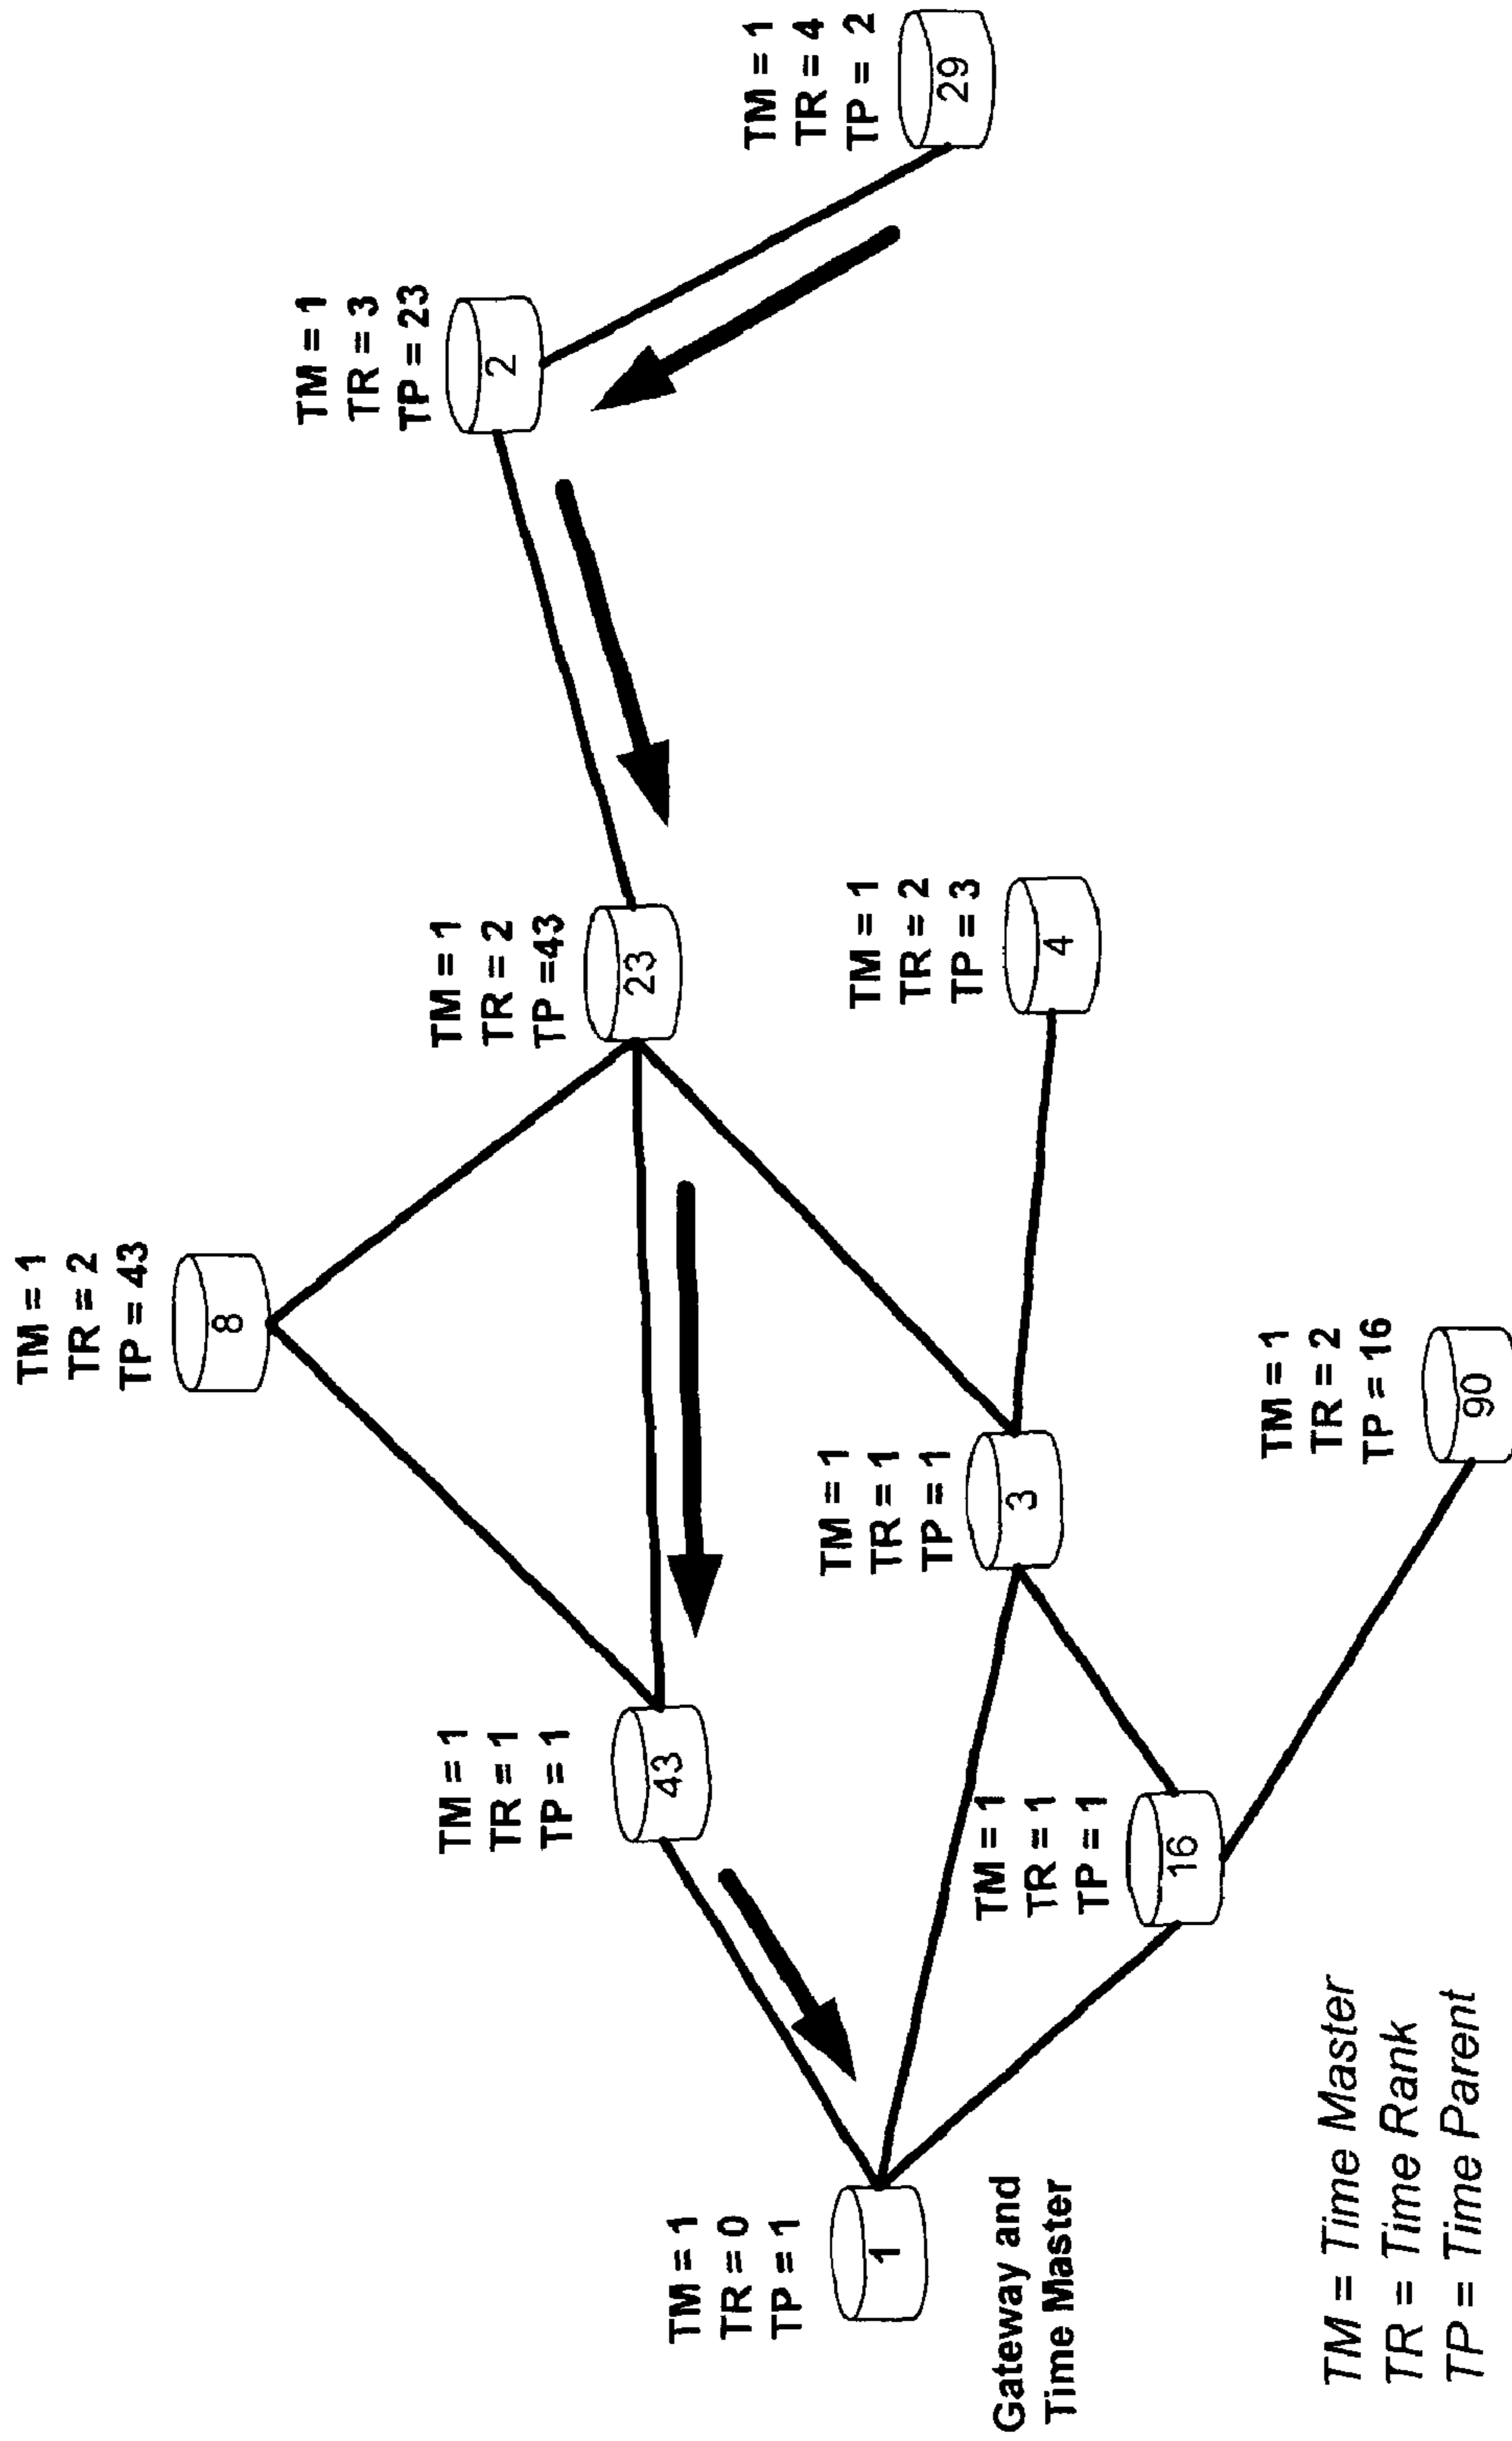 TM = 1
TR = 0
TP = 1
1
Gateway and
Time Master
TM = 1
TR = 1
TP = 1
43
TM = 1
TR = 1
TP = 1
16
TM = 1
TR = 1
TP = 1
3
TM = 1
TR = 2
TP = 43
8
TM = 1
TR = 2
TP = 16
90
TM = 1
TR = 2
TP =43
23
TM = 1
TR = 2
TP = 3
4
TM = 1
TR = 3
TP = 23
2
TM = 1
TR = 4
TP = 2
29
TM = Time Master
TR = Time Rank
TP = Time Parent